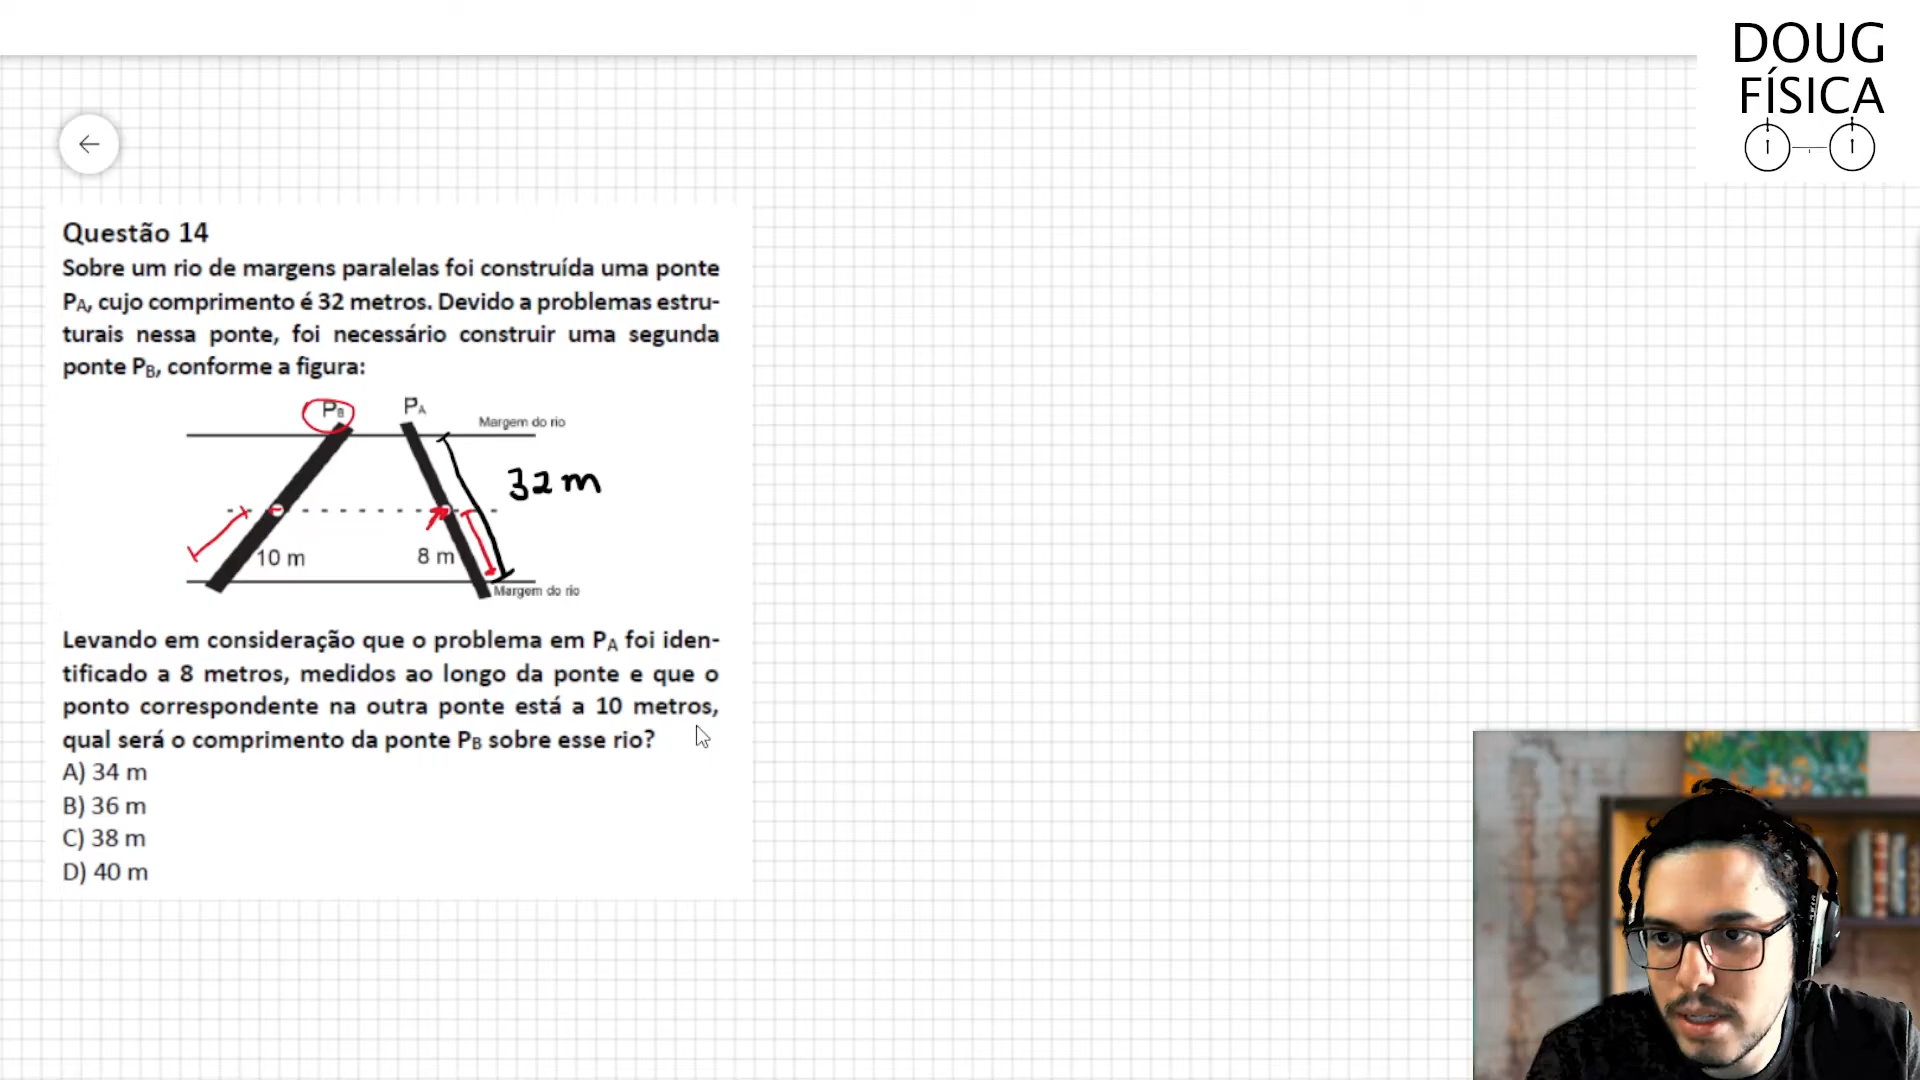 DOUG
FÍSICA
Questão 14
Sobre um rio de margens paralelas foi construída uma ponte
PA, cujo comprimento é 32 metros. Devido a problemas estru-
turais nessa ponte, foi necessário construir uma segunda
ponte PB, conforme a figura:
PB
PA
Margem do rio
32 m
10 m
8 m
Margem do rio
Levando em consideração que o problema em PA foi iden-
tificado a 8 metros, medidos ao longo da ponte e que o
ponto correspondente na outra ponte está a 10 metros,
qual será o comprimento da ponte PB sobre esse rio?
A) 34 m
B) 36 m
C) 38 m
D) 40 m